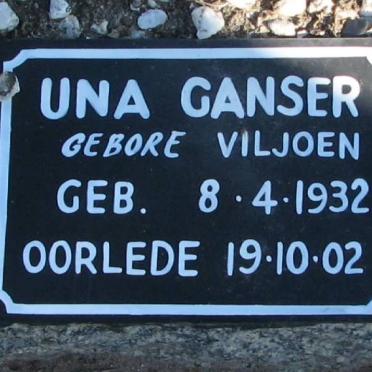 UNA GANSER
GEBORE VILJOEN
GEB. 8·4·1932
OORLEDE 19·10·02